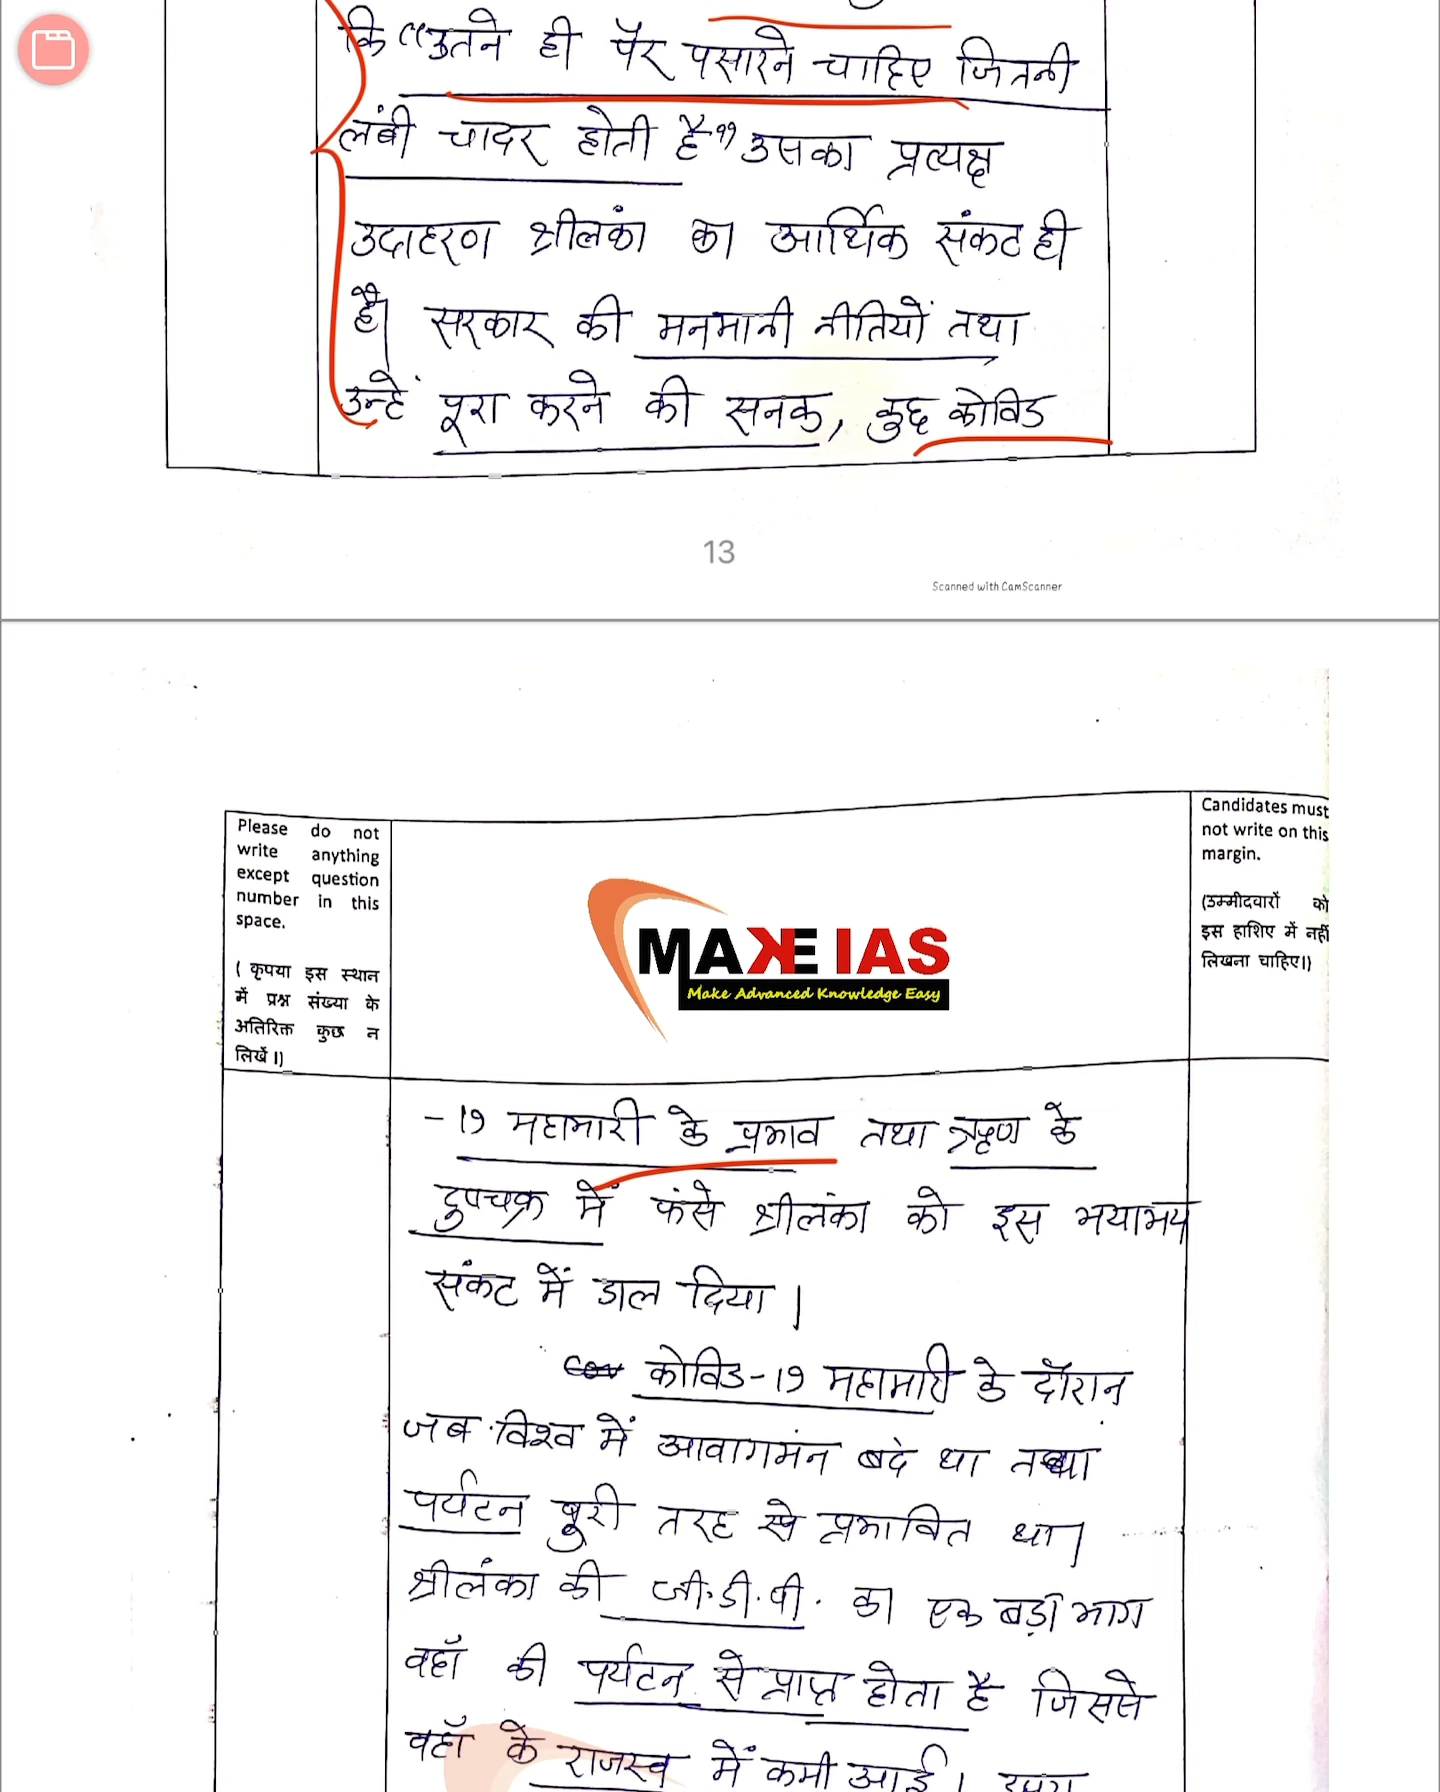 कि “उतने ही पैर पसारने चाहिए जितनी
लंबी चादर होती है” उसका प्रत्यक्ष
उदाहरण श्रीलंका का आर्थिक संकट ही
है। सरकार की मनमानी नीतियों तथा
उन्हें पूरा करने की सनक, कुछ कोविड
13
Scanned with CamScanner
Please do not
write anything
except question
number in this
space.
( कृपया इस स्थान
में प्रश्न संख्या के
अतिरिक्त कुछ न
लिखें ।)
MAKE IAS
Make Advanced Knowledge Easy
Candidates must
not write on this
margin.
(उम्मीदवारों को
इस हाशिए में नहीं
लिखना चाहिए।)
-19 महामारी के प्रभाव तथा ऋण के
दुपचक्र में फंसे श्रीलंका को इस भयाभय
संकट में डाल दिया।
कोविड-19 महामारी के दौरान
जब विश्व में आवागमंन बंद था तथा
पर्यटन बुरी तरह से प्रभावित था।
श्रीलंका की जी.डी.पी. का एक बड़ा भाग
वहाँ की पर्यटन से प्राप्त होता है जिससे
वहाँ के राजस्व में कमी आई।